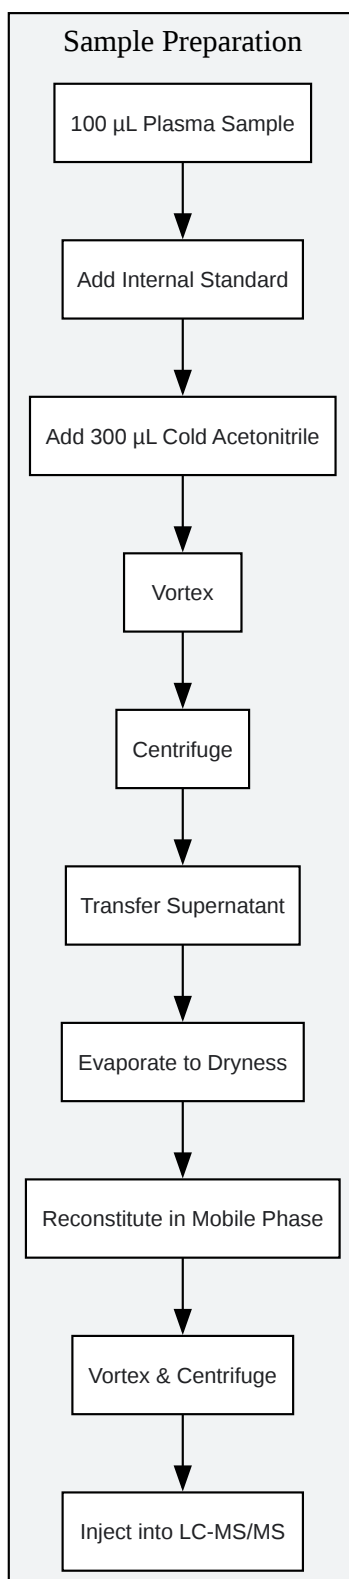 Sample Preparation
100 µL Plasma Sample
Add Internal Standard
Add 300 µL Cold Acetonitrile
Vortex
Centrifuge
Transfer Supernatant
Evaporate to Dryness
Reconstitute in Mobile Phase
Vortex & Centrifuge
Inject into LC-MS/MS